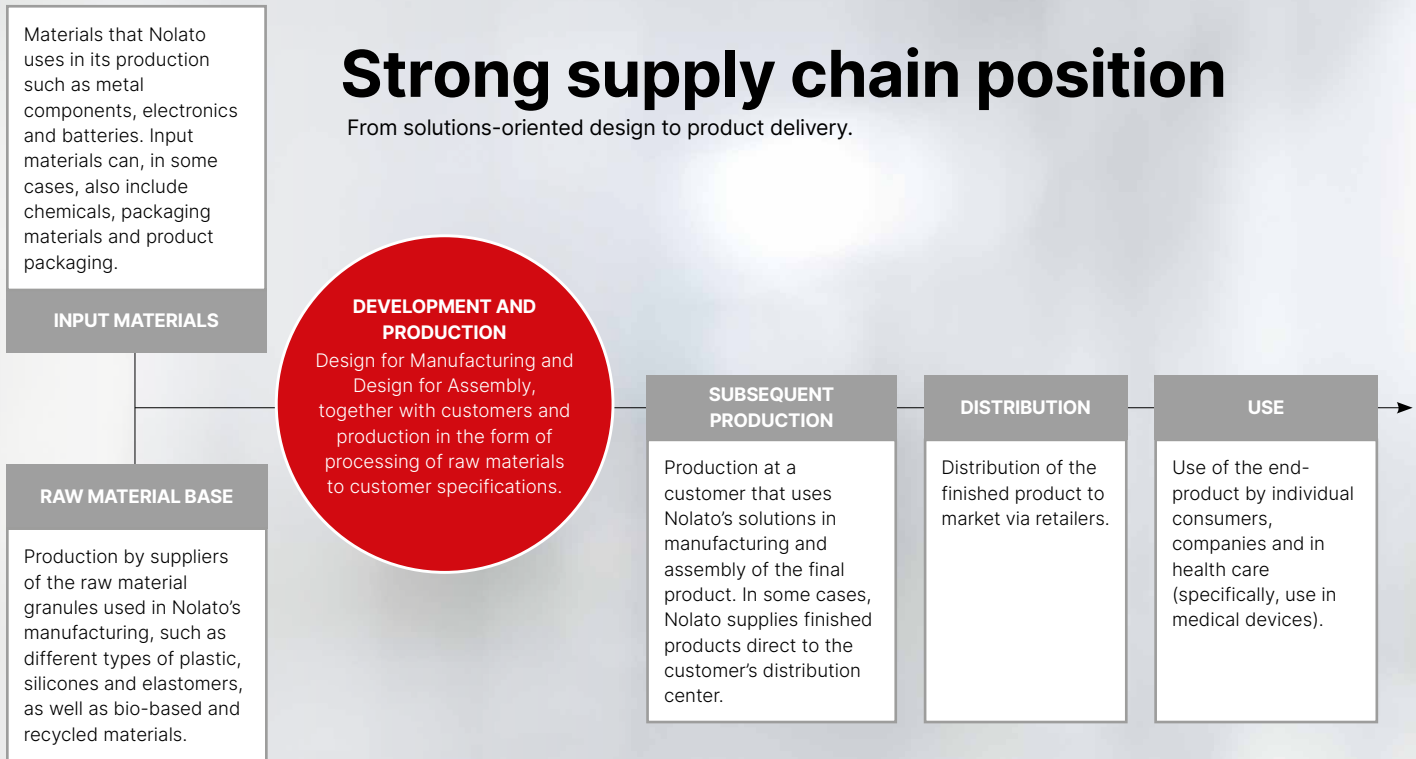 Strong supply chain position
From solutions-oriented design to product delivery.
Materials that Nolato
uses in its production
such as metal
components, electronics
and batteries. Input
materials can, in some
cases, also include
chemicals, packaging
materials and product
packaging.
INPUT MATERIALS
RAW MATERIAL BASE
Production by suppliers
of the raw material
granules used in Nolato’s
manufacturing, such as
different types of plastic,
silicones and elastomers,
as well as bio-based and
recycled materials.
DEVELOPMENT AND
PRODUCTION
Design for Manufacturing and
Design for Assembly,
together with customers and
production in the form of
processing of raw materials
to customer specifications.
SUBSEQUENT
PRODUCTION
Production at a
customer that uses
Nolato’s solutions in
manufacturing and
assembly of the final
product. In some cases,
Nolato supplies finished
products direct to the
customer’s distribution
center.
DISTRIBUTION
Distribution of the
finished product to
market via retailers.
USE
Use of the end-
product by individual
consumers,
companies and in
health care
(specifically, use in
medical devices).